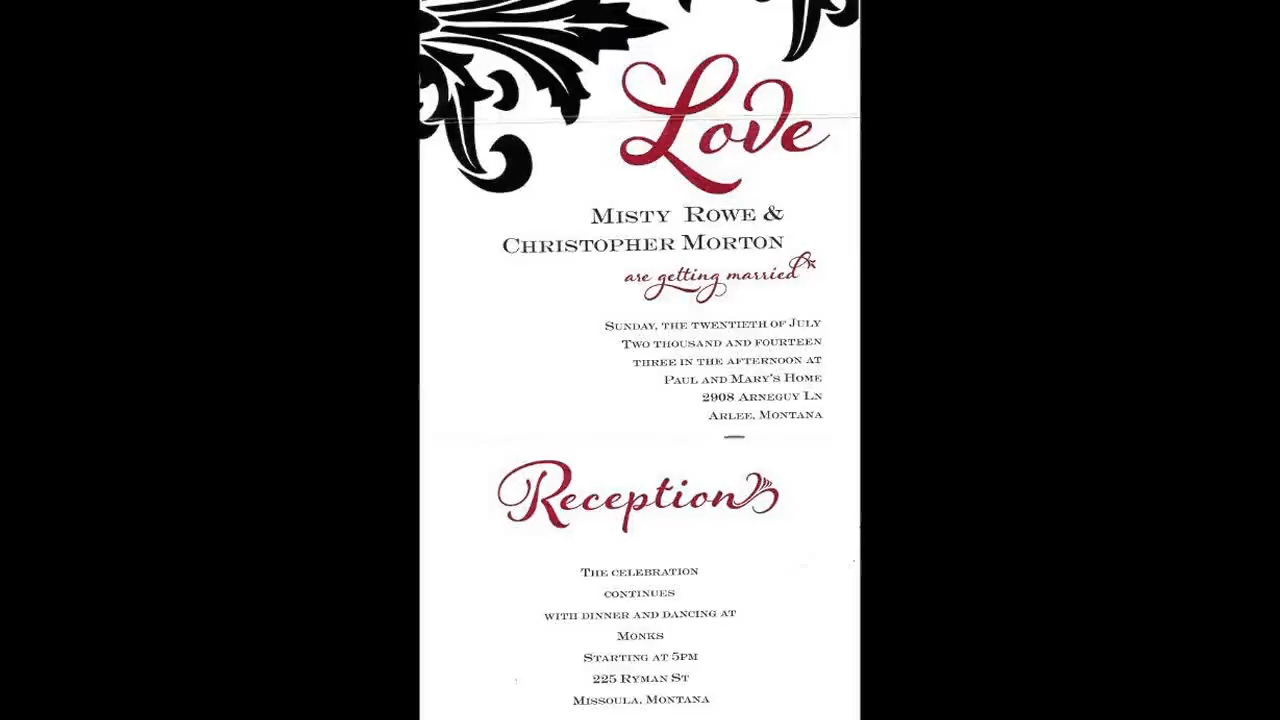 Love
Misty Rowe &
Christopher Morton
are getting married
Sunday, the twentieth of July
Two thousand and fourteen
three in the afternoon at
Paul and Mary's Home
2908 Arneguy Ln
Arlee, Montana
Reception
The celebration
continues
with dinner and dancing at
Monks
Starting at 5pm
225 Ryman St
Missoula, Montana